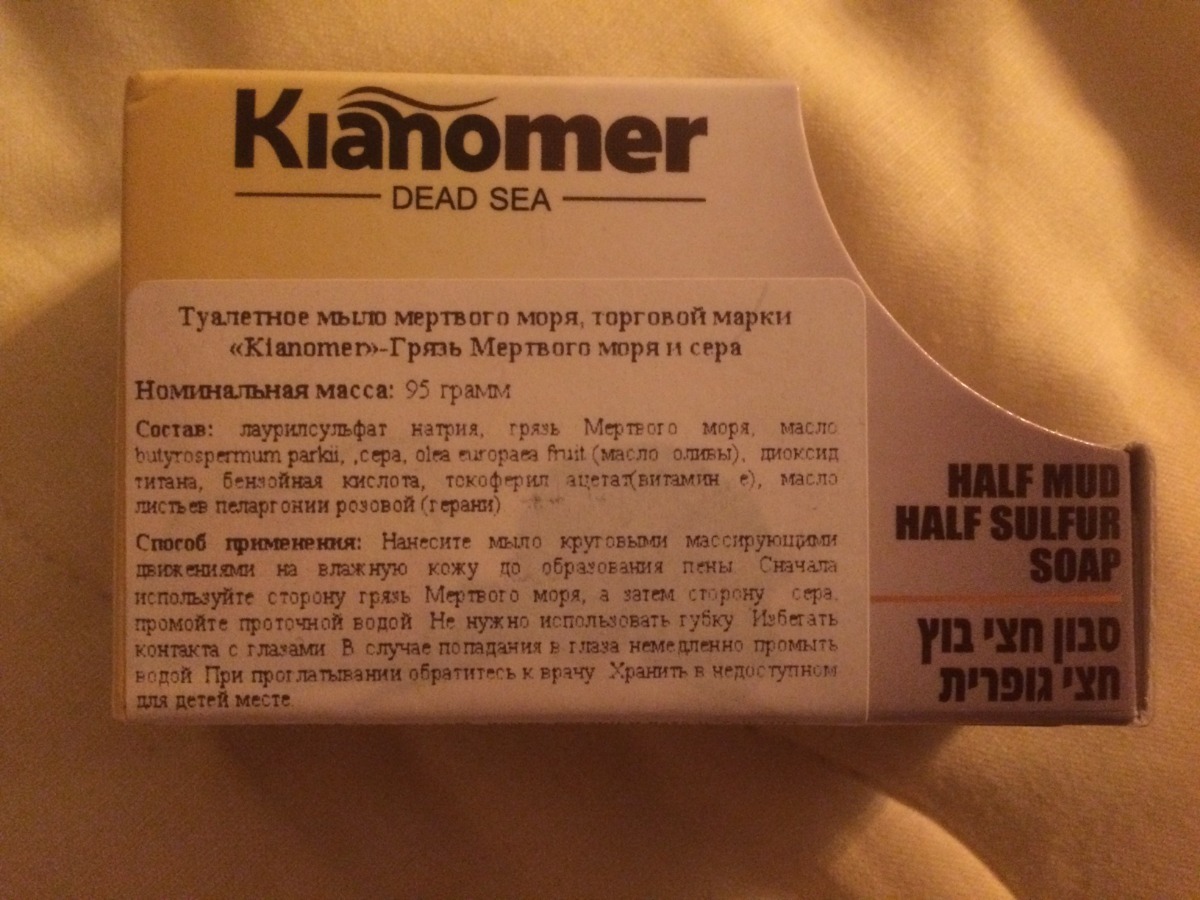 Kianomer
DEAD SEA
Туалетное мыло мертвого моря, торговой марки
«Kianomer»-Грязь Мертвого моря и сера
Номинальная масса: 95 грамм
Состав: лаурилсульфат натрия, грязь Мертвого моря, масло
butyrospermum parkii, ,сера, olea europaea fruit (масло оливы), диоксид
титана, бензойная кислота, токоферил ацетат(витамин е), масло
листьев пеларгонии розовой (герани)
Способ применения: Нанесите мыло круговыми массирующими
движениями на влажную кожу до образования пены. Сначала
используйте сторону грязь Мертвого моря, а затем сторону сера,
промойте проточной водой. Не нужно использовать губку. Избегать
контакта с глазами. В случае попадания в глаза немедленно промыть
водой. При проглатывании обратитесь к врачу. Хранить в недоступном
для детей месте.
HALF MUD
HALF SULFUR
SOAP
סבון חצי בוץ
חצי גופרית